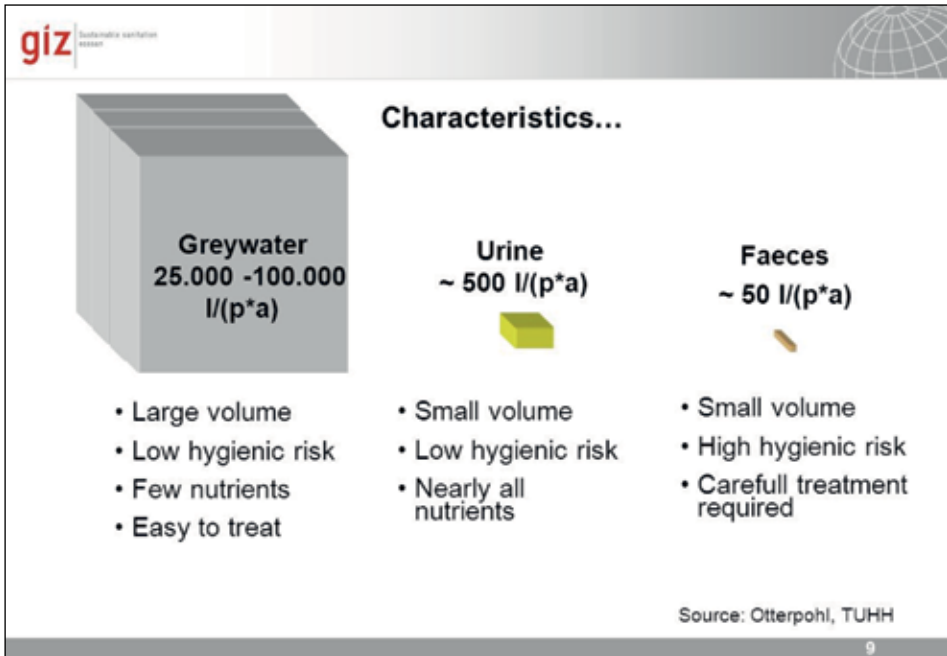 giz
Sustainable sanitation
Characteristics...
Greywater
25.000 -100.000
l/(p*a)
• Large volume
• Low hygienic risk
• Few nutrients
• Easy to treat
Urine
~ 500 l/(p*a)
• Small volume
• Low hygienic risk
• Nearly all
nutrients
Faeces
~ 50 l/(p*a)
• Small volume
• High hygienic risk
• Carefull treatment
required
Source: Otterpohl, TUHH
9